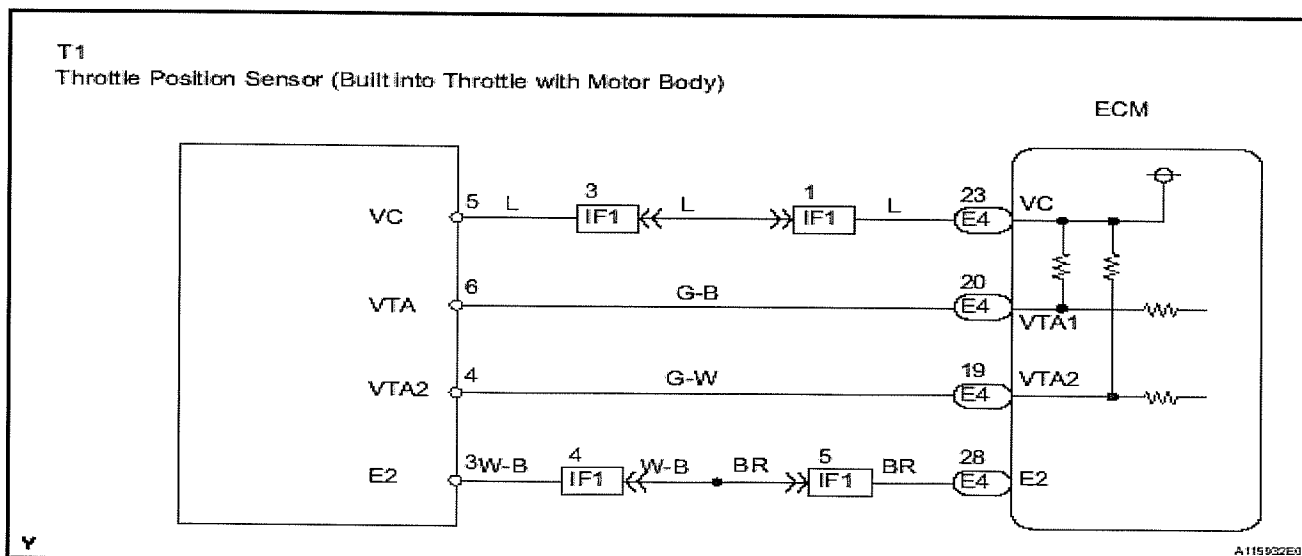 T1
Throttle Position Sensor (Built into Throttle with Motor Body)
ECM
VC 5 L 3 IF1 L 1 IF1 L 23 E4 VC
VTA 6 G-B 20 E4 VTA1
VTA2 4 G-W 19 E4 VTA2
E2 3 W-B 4 IF1 W-B BR 5 IF1 BR 28 E4 E2
Y